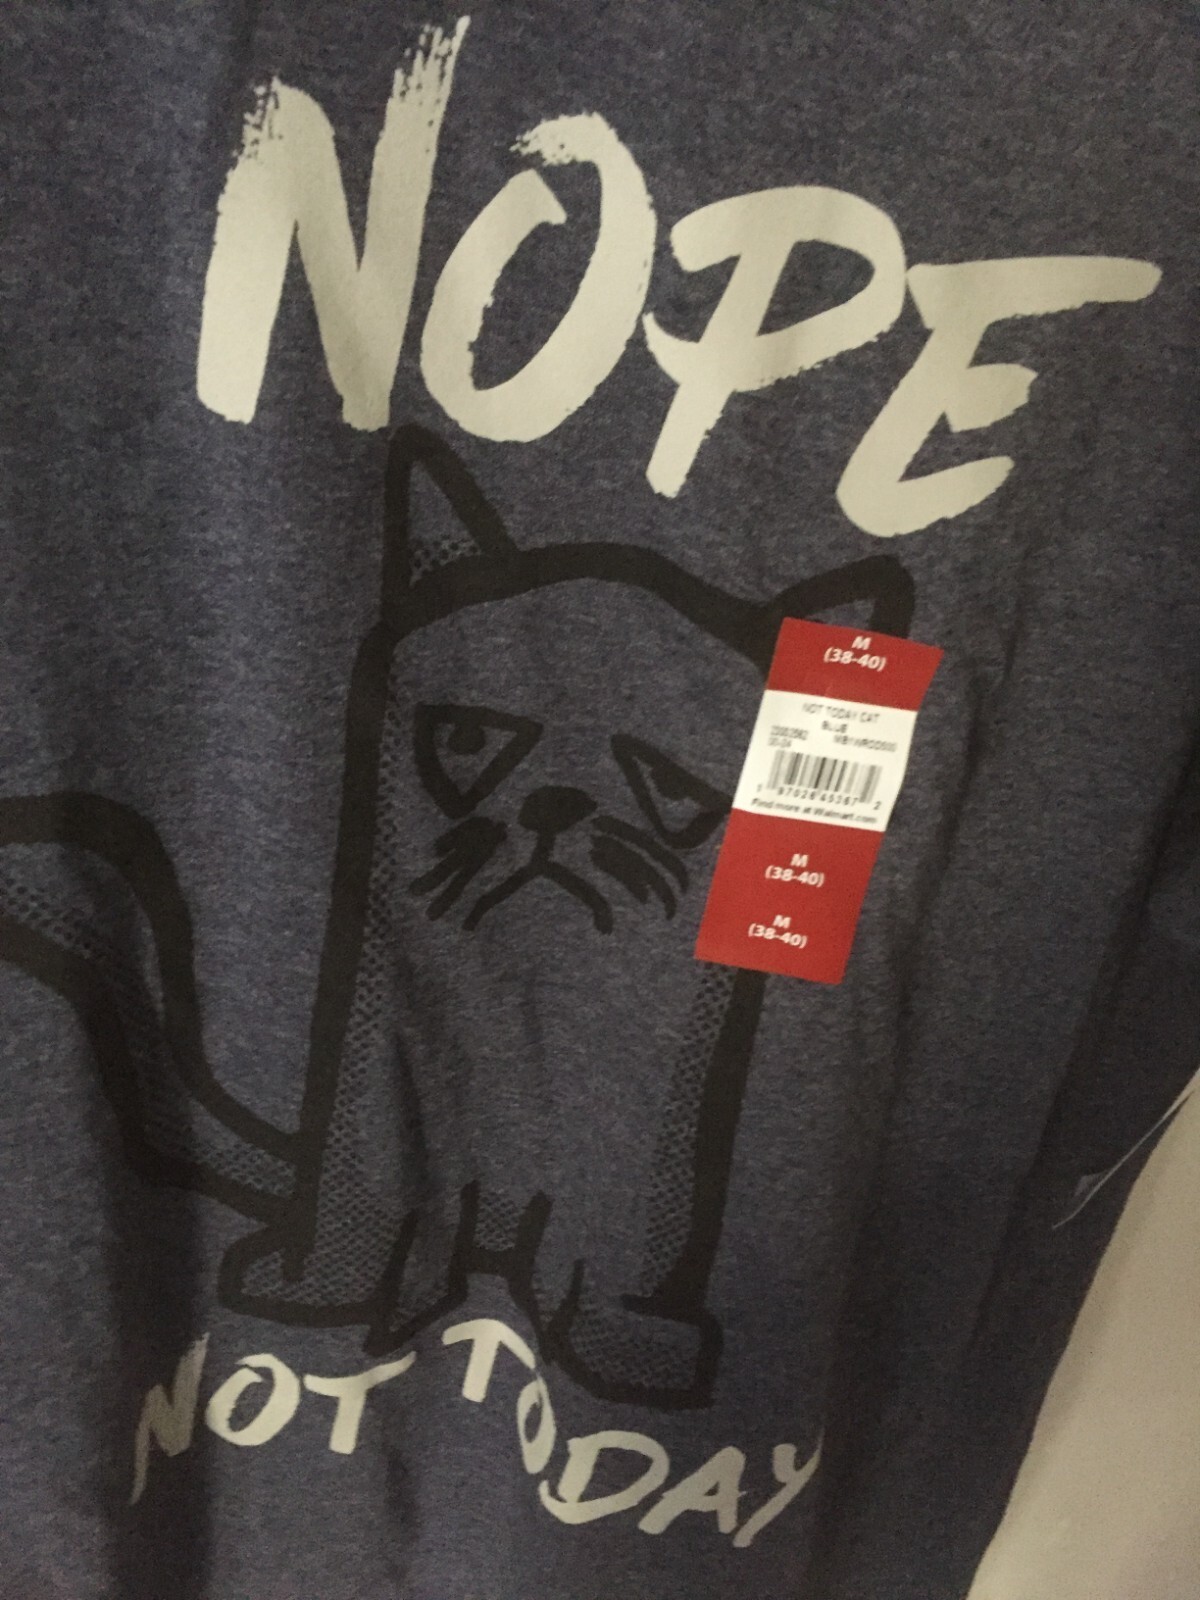 NOPE
M
(38-40)
NOT TODAY CAT
BLUE
Find more at Walmart.com
M
(38-40)
M
(38-40)
NOT TODAY